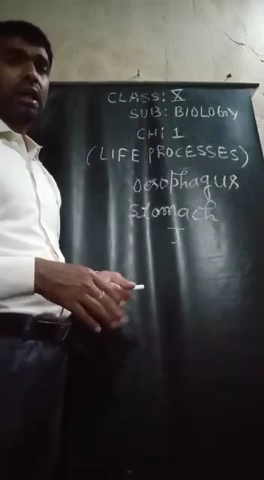 CLASS: X
SUB: BIOLOGY
CH: 1
(LIFE PROCESSES)
Oesophagus
Stomach
I